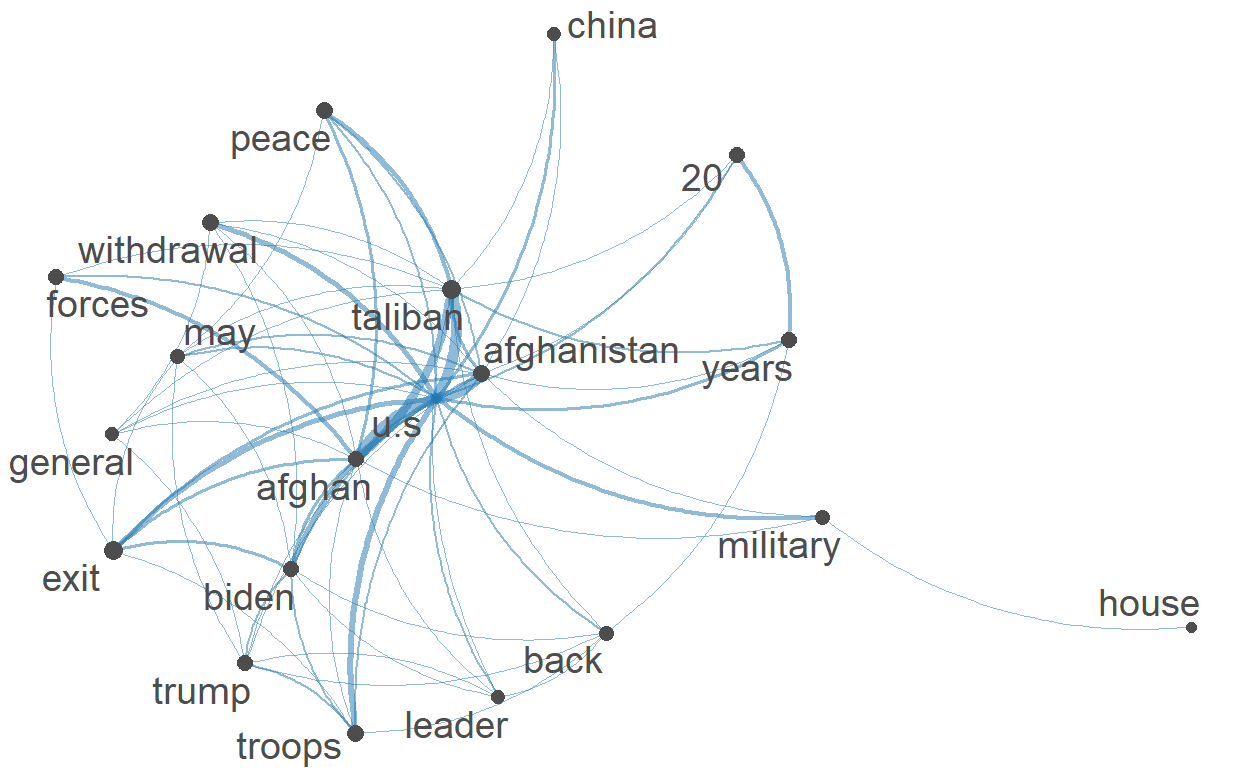 china
peace
20
withdrawal
forces
taliban
may
afghanistan
years
u.s
general
afghan
military
exit
biden
house
back
trump
leader
troops